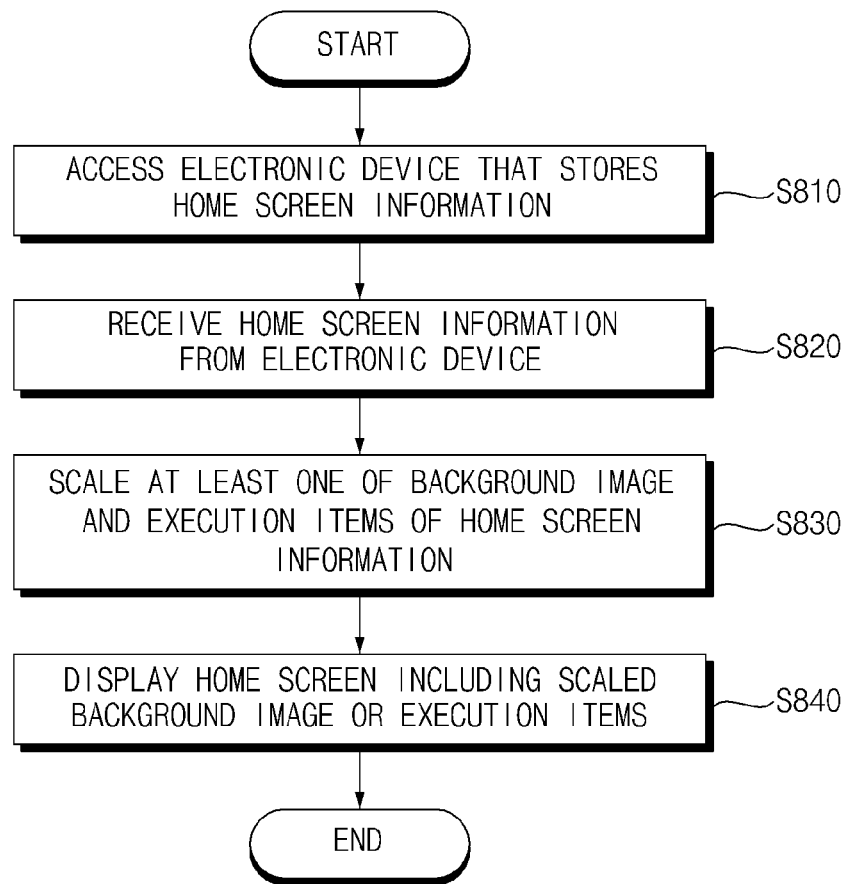 START
ACCESS ELECTRONIC DEVICE THAT STORES
HOME SCREEN INFORMATION
S810
RECEIVE HOME SCREEN INFORMATION
FROM ELECTRONIC DEVICE
S820
SCALE AT LEAST ONE OF BACKGROUND IMAGE
AND EXECUTION ITEMS OF HOME SCREEN
INFORMATION
S830
DISPLAY HOME SCREEN INCLUDING SCALED
BACKGROUND IMAGE OR EXECUTION ITEMS
S840
END